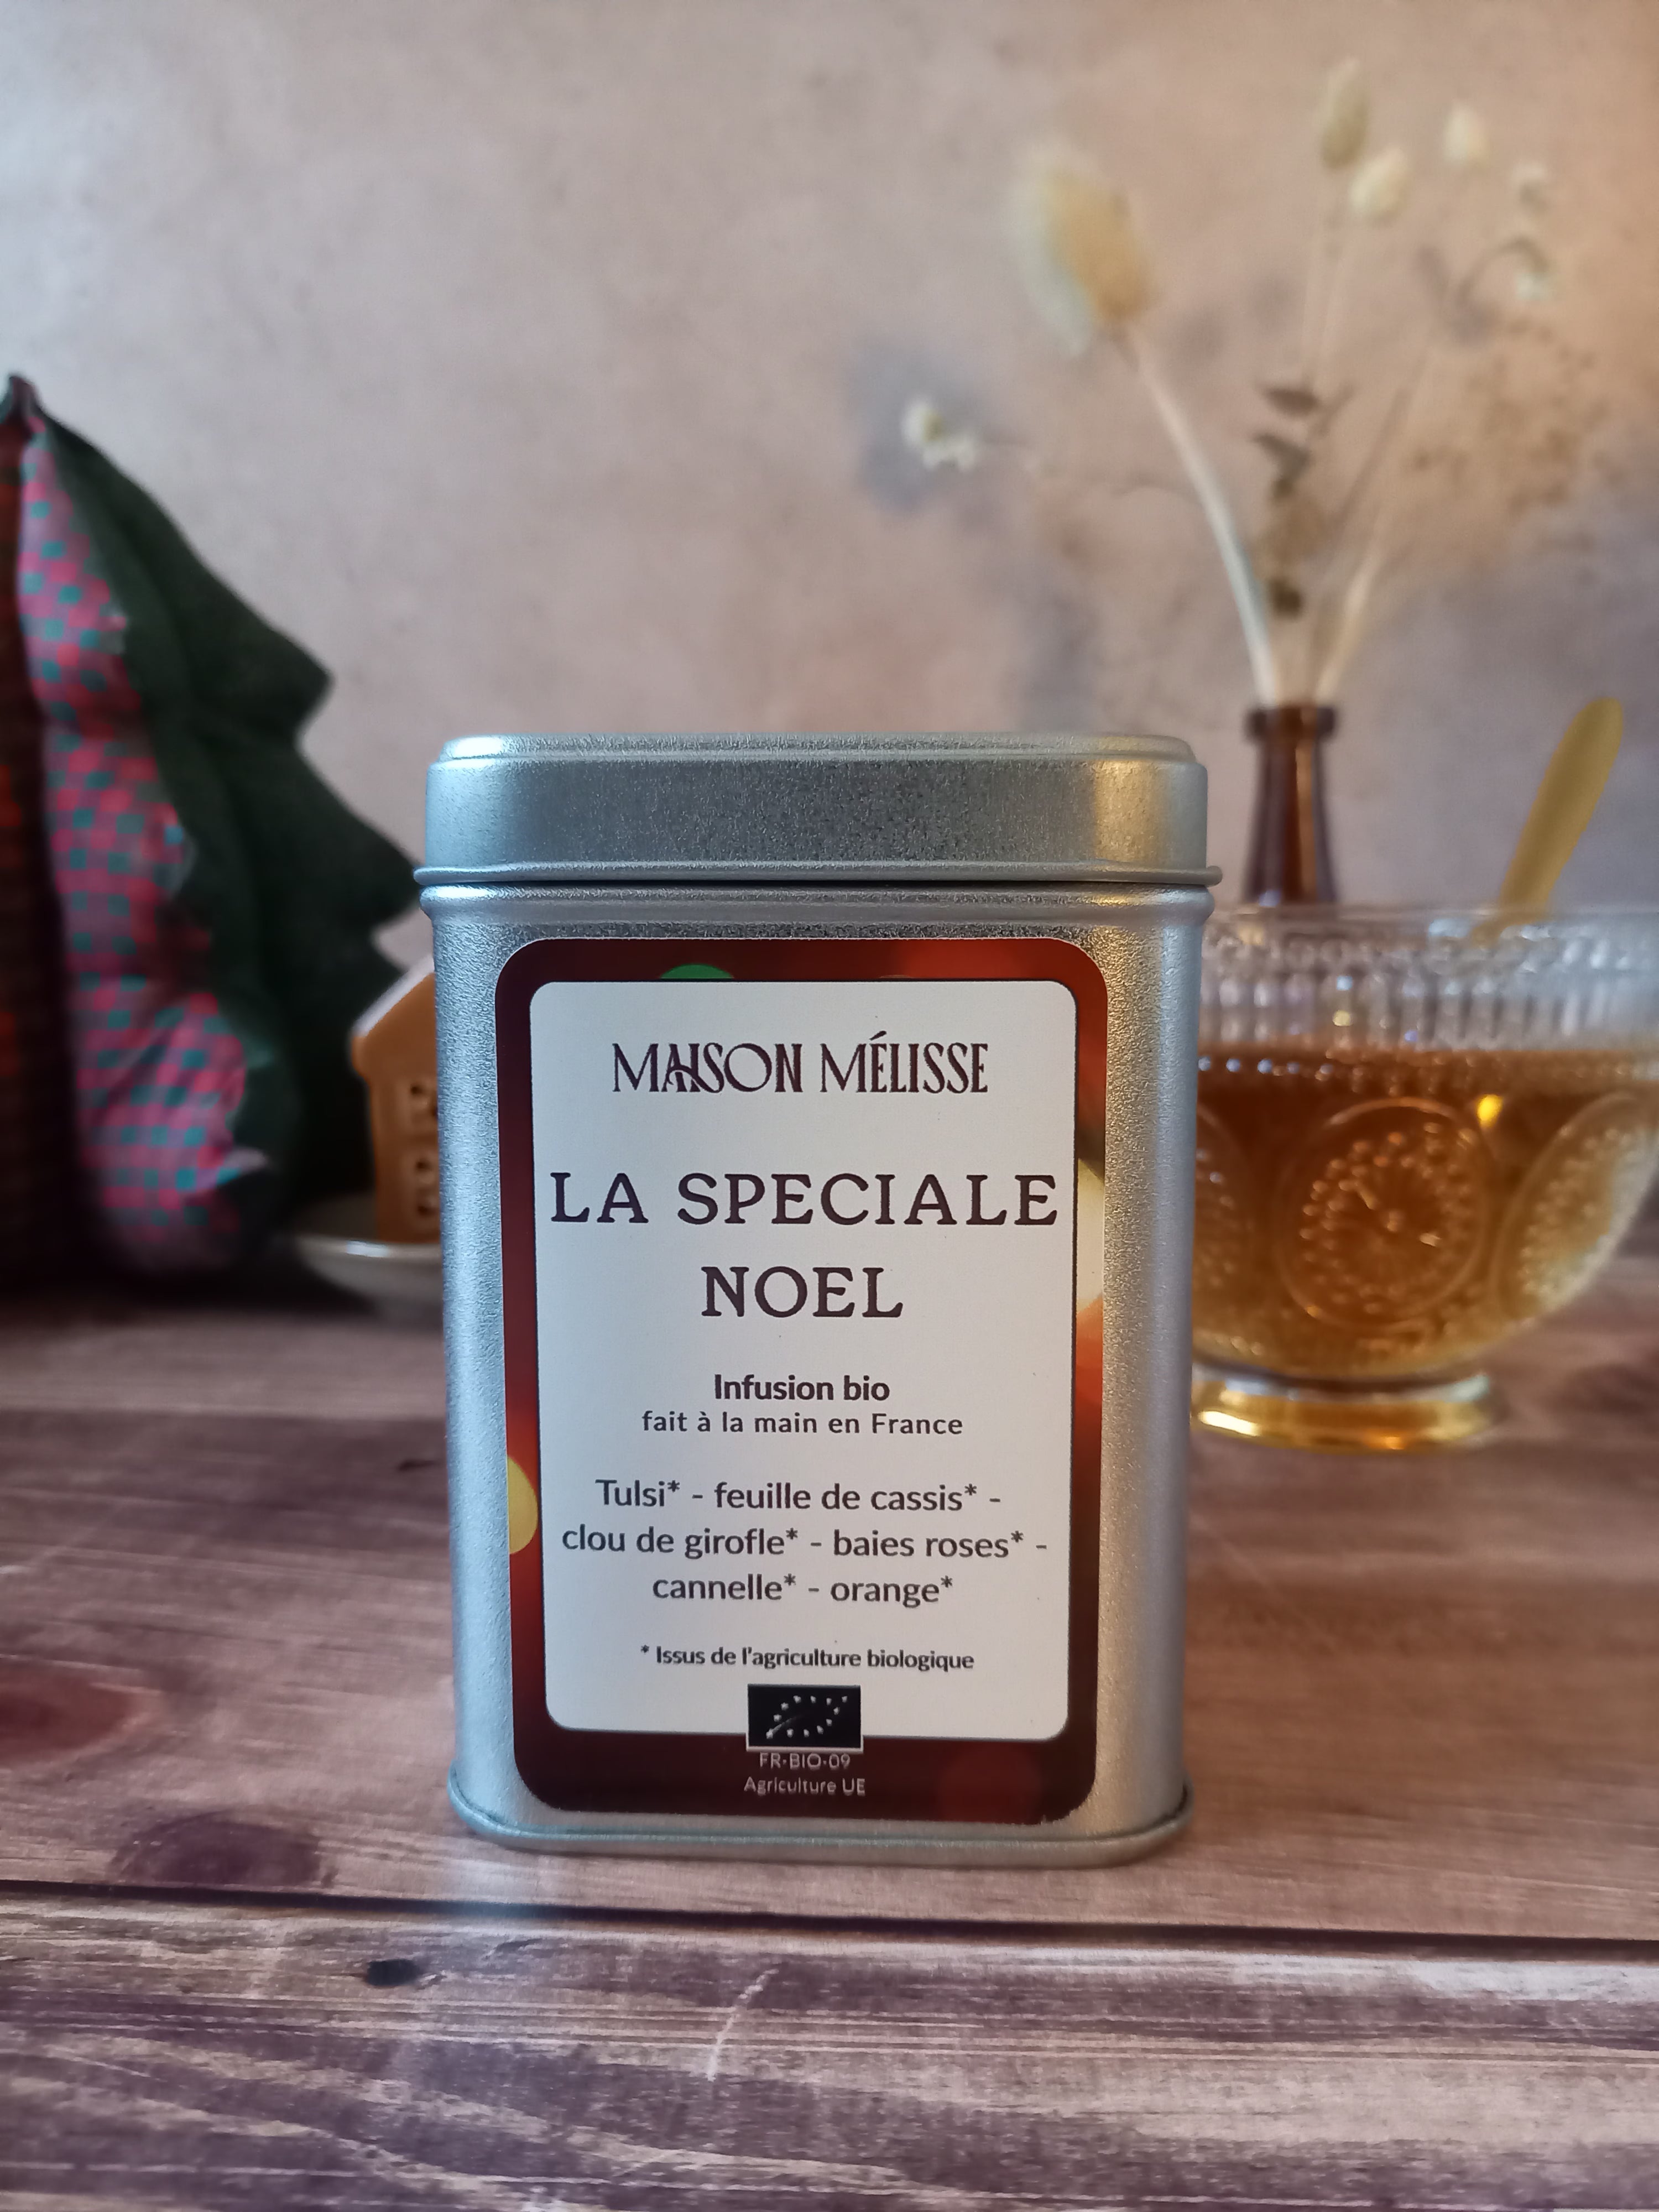 MAISON MÉLISSE
LA SPECIALE
NOEL
Infusion bio
fait à la main en France
Tulsi* - feuille de cassis* -
clou de girofle* - baies roses* -
cannelle* - orange*
* Issus de l'agriculture biologique
FR-BIO-09
Agriculture UE